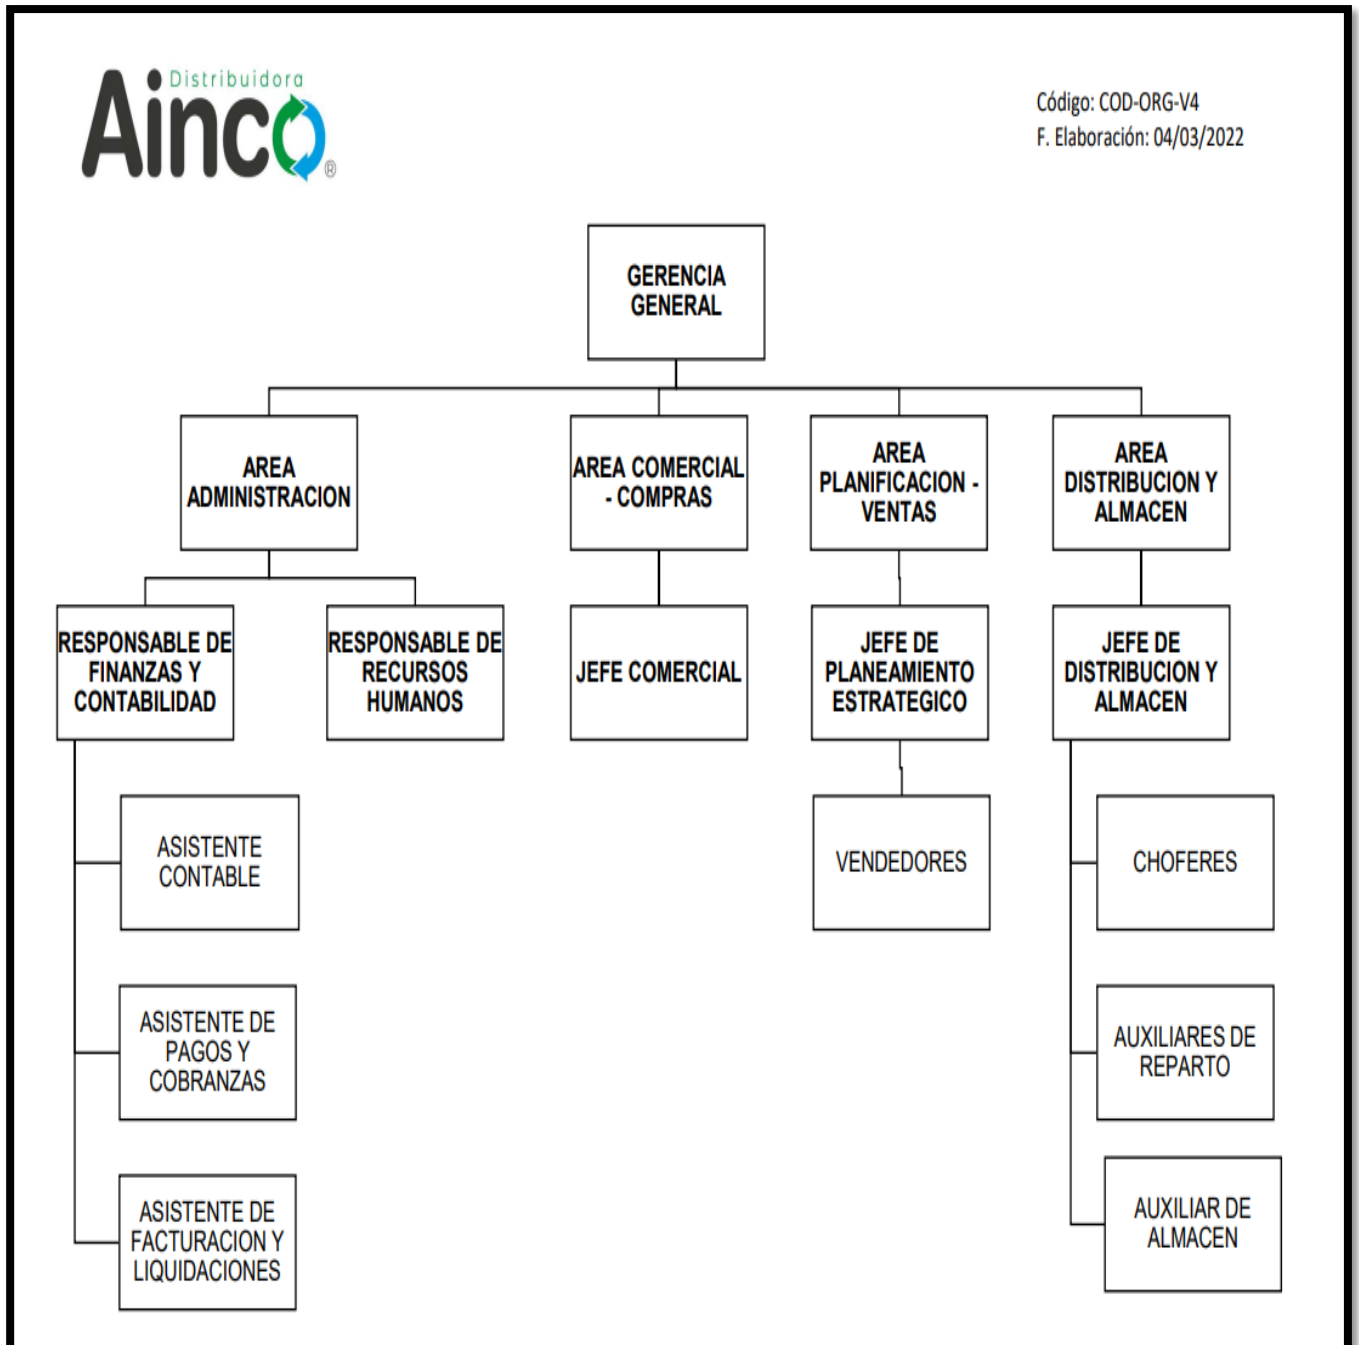 Distribuidora
Ainco
®
Código: COD-ORG-V4
F. Elaboración: 04/03/2022
GERENCIA
GENERAL
AREA
ADMINISTRACION
AREA COMERCIAL
- COMPRAS
AREA
PLANIFICACION -
VENTAS
AREA
DISTRIBUCION Y
ALMACEN
RESPONSABLE DE
FINANZAS Y
CONTABILIDAD
RESPONSABLE DE
RECURSOS
HUMANOS
JEFE COMERCIAL
JEFE DE
PLANEAMIENTO
ESTRATEGICO
JEFE DE
DISTRIBUCION Y
ALMACEN
ASISTENTE
CONTABLE
VENDEDORES
CHOFERES
ASISTENTE DE
PAGOS Y
COBRANZAS
AUXILIARES DE
REPARTO
ASISTENTE DE
FACTURACION Y
LIQUIDACIONES
AUXILIAR DE
ALMACEN